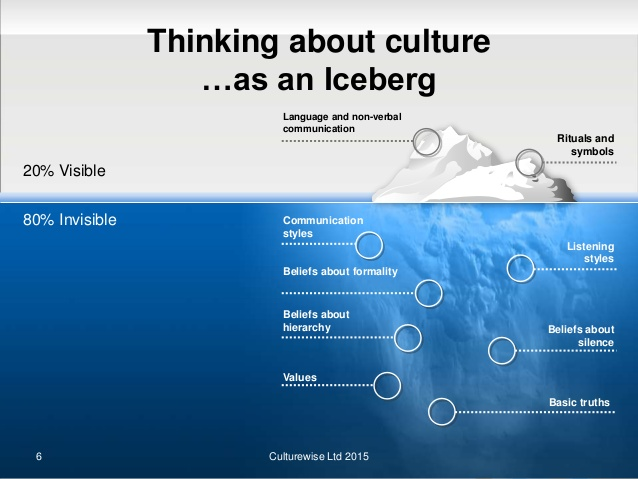 Thinking about culture
…as an Iceberg
Language and non-verbal
communication
Rituals and
symbols
20% Visible
80% Invisible
Communication
styles
Listening
styles
Beliefs about formality
Beliefs about
hierarchy
Beliefs about
silence
Values
Basic truths
6
Culturewise Ltd 2015